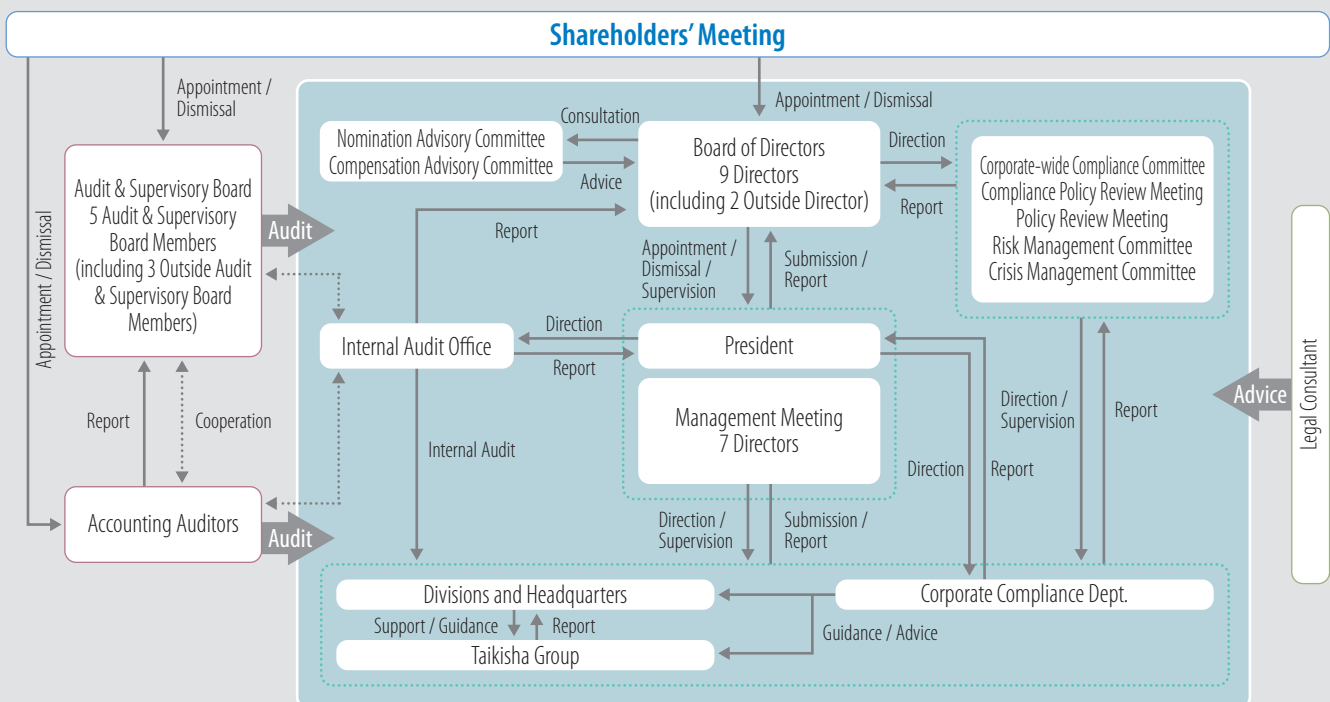 Shareholders' Meeting
Appointment /
Dismissal
Appointment / Dismissal
Appointment / Dismissal
Nomination Advisory Committee
Compensation Advisory Committee
Consultation
Advice
Board of Directors
9 Directors
(including 2 Outside Director)
Direction
Report
Corporate-wide Compliance Committee
Compliance Policy Review Meeting
Policy Review Meeting
Risk Management Committee
Crisis Management Committee
Audit & Supervisory Board
5 Audit & Supervisory
Board Members
(including 3 Outside Audit
& Supervisory Board
Members)
Audit
Report
Appointment /
Dismissal /
Supervision
Submission /
Report
Internal Audit Office
Direction
Report
President
Management Meeting
7 Directors
Direction /
Supervision
Report
Advice
Legal Consultant
Report
Cooperation
Internal Audit
Direction
Report
Accounting Auditors
Audit
Direction /
Supervision
Submission /
Report
Divisions and Headquarters
Corporate Compliance Dept.
Support / Guidance
Report
Guidance / Advice
Taikisha Group